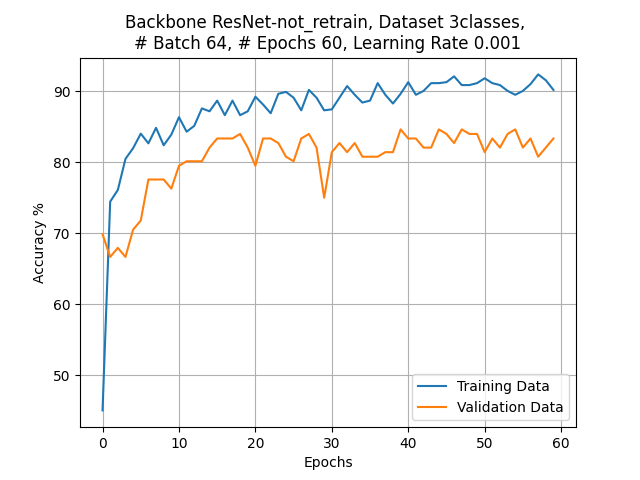 Backbone ResNet-not_retrain, Dataset 3classes,
# Batch 64, # Epochs 60, Learning Rate 0.001
Accuracy %
90
80
70
60
50
0 10 20 30 40 50 60
Epochs
Training Data
Validation Data